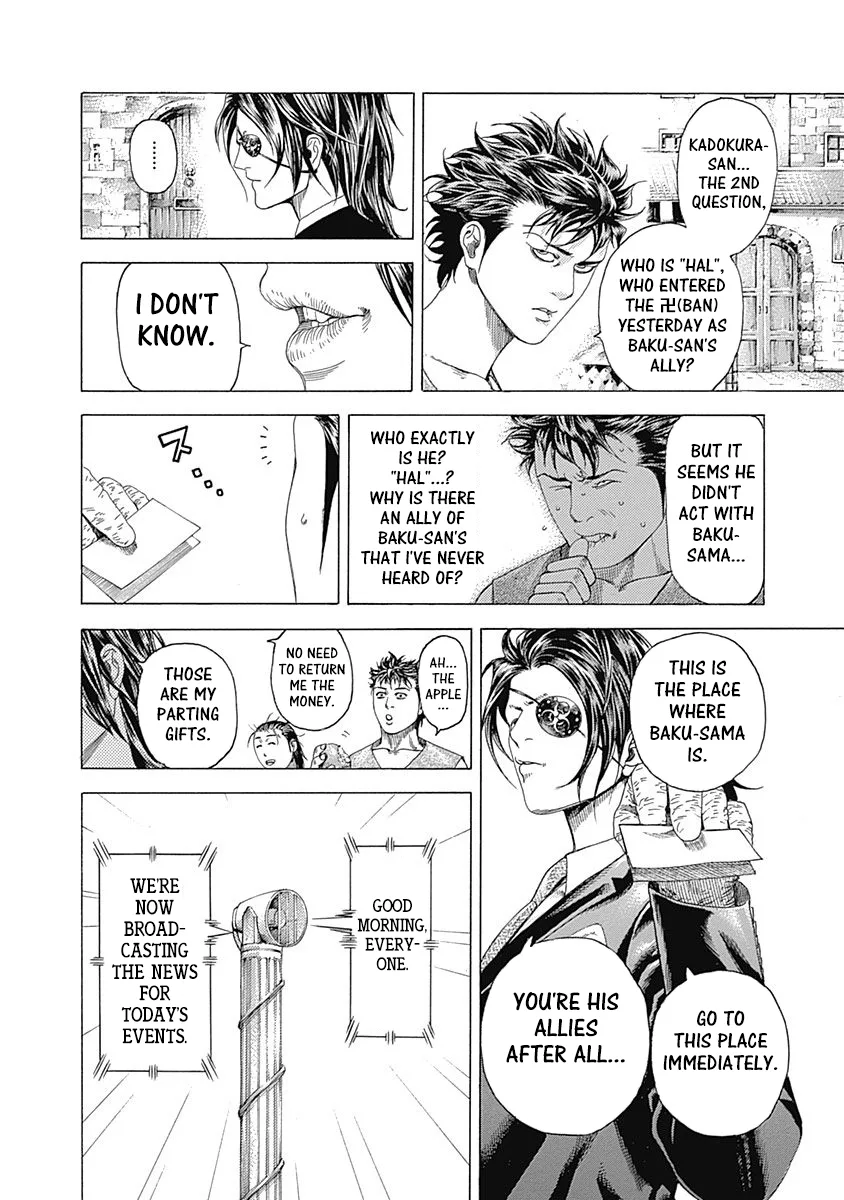 KADOKURA-
SAN...
THE 2ND
QUESTION,
WHO IS "HAL",
WHO ENTERED
THE 卍(BAN)
YESTERDAY AS
BAKU-SAN'S
ALLY?
......
I DON'T
KNOW.
BUT IT
SEEMS HE
DIDN'T
ACT WITH
BAKU-
SAMA...
WHO EXACTLY
IS HE?
"HAL"...?
WHY IS THERE
AN ALLY OF
BAKU-SAN'S
THAT I'VE NEVER
HEARD OF?
ス...
THIS IS
THE PLACE
WHERE
BAKU-SAMA
IS.
GO TO
THIS PLACE
IMMEDIATELY.
YOU'RE HIS
ALLIES
AFTER ALL...
AH...
THE
APPLE
...
NO NEED
TO RETURN
ME THE
MONEY.
THOSE
ARE MY
PARTING
GIFTS.
GOOD
MORNING,
EVERY-
ONE.
WE'RE
NOW
BROAD-
CASTING
THE NEWS
FOR
TODAY'S
EVENTS.